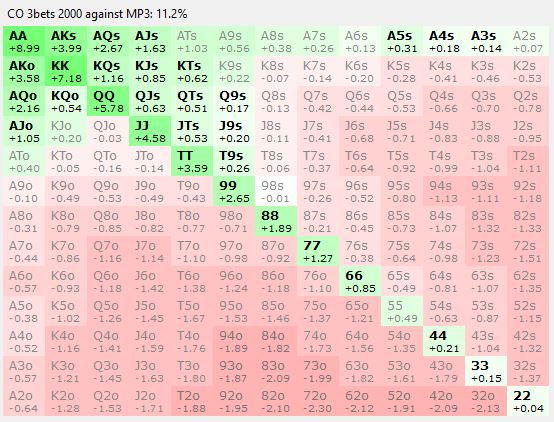 CO 3bets 2000 against MP3: 11.2%
AA AKs AQs AJs ATs A9s A8s A7s A6s A5s A4s A3s A2s
+8.99 +3.99 +2.67 +1.63 +1.03 +0.56 +0.39 +0.26 +0.13 +0.31 +0.18 +0.14 +0.07
AKo KK KQs KJs KTs K9s K8s K7s K6s K5s K4s K3s K2s
+3.58 +7.18 +1.16 +0.85 +0.62 +0.22 -0.07 -0.14 -0.20 -0.28 -0.41 -0.46 -0.53
AQo KQo QQ QJs QTs Q9s Q8s Q7s Q6s Q5s Q4s Q3s Q2s
+2.16 +0.54 +5.78 +0.63 +0.51 +0.17 -0.13 -0.42 -0.44 -0.53 -0.66 -0.70 -0.78
AJo KJo QJo JJ JTs J9s J8s J7s J6s J5s J4s J3s J2s
+1.05 +0.20 -0.03 +4.58 +0.53 +0.20 -0.11 -0.41 -0.68 -0.71 -0.83 -0.88 -0.95
ATo KTo QTo JTo TT T9s T8s T7s T6s T5s T4s T3s T2s
+0.40 -0.05 -0.16 -0.14 +3.59 +0.26 -0.06 -0.37 -0.64 -0.92 -0.99 -1.04 -1.11
A9o K9o Q9o J9o T9o 99 98s 97s 96s 95s 94s 93s 92s
-0.10 -0.49 -0.53 -0.49 -0.43 +2.65 -0.01 -0.26 -0.52 -0.80 -1.13 -1.11 -1.18
A8o K8o Q8o J8o T8o 98o 88 87s 86s 85s 84s 83s 82s
-0.31 -0.79 -0.85 -0.82 -0.77 -0.71 +1.89 -0.21 -0.45 -0.73 -1.07 -1.32 -1.33
A7o K7o Q7o J7o T7o 97o 87o 77 76s 75s 74s 73s 72s
-0.44 -0.86 -1.16 -1.14 -1.10 -0.98 -0.92 +1.27 -0.38 -0.64 -0.98 -1.23 -1.51
A6o K6o Q6o J6o T6o 96o 86o 76o 66 65s 64s 63s 62s
-0.57 -0.93 -1.18 -1.42 -1.38 -1.24 -1.18 -1.10 +0.85 -0.49 -0.81 -1.07 -1.35
A5o K5o Q5o J5o T5o 95o 85o 75o 65o 55 54s 53s 52s
-0.38 -1.02 -1.26 -1.45 -1.67 -1.53 -1.46 -1.37 -1.21 +0.49 -0.63 -0.87 -1.15
A4o K4o Q4o J4o T4o 94o 84o 74o 64o 54o 44 43s 42s
-0.52 -1.16 -1.41 -1.59 -1.76 -1.89 -1.82 -1.73 -1.56 -1.35 +0.21 -1.04 -1.32
A3o K3o Q3o J3o T3o 93o 83o 73o 63o 53o 43o 33 32s
-0.57 -1.21 -1.45 -1.63 -1.80 -1.87 -2.09 -1.99 -1.82 -1.61 -1.79 +0.15 -1.37
A2o K2o Q2o J2o T2o 92o 82o 72o 62o 52o 42o 32o 22
-0.64 -1.28 -1.53 -1.71 -1.88 -1.95 -2.10 -2.30 -2.12 -1.91 -2.09 -2.13 +0.04